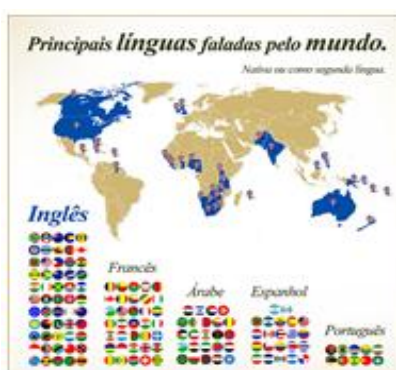 Principais línguas faladas pelo mundo.
Nativa ou como segunda língua.
Inglês
Francês
Árabe
Espanhol
Português